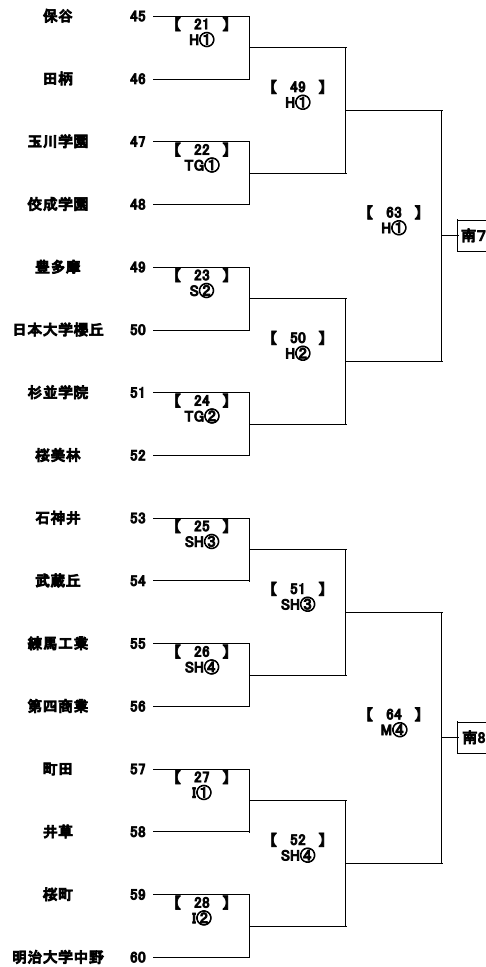 保谷 45
【 21 】
H①
田柄 46
【 49 】
H①
玉川学園 47
【 22 】
TG①
佼成学園 48
【 63 】
H①
南7
豊多摩 49
【 23 】
S②
日本大学櫻丘 50
【 50 】
H②
杉並学院 51
【 24 】
TG②
桜美林 52
石神井 53
【 25 】
SH③
武蔵丘 54
【 51 】
SH③
練馬工業 55
【 26 】
SH④
第四商業 56
【 64 】
M④
南8
町田 57
【 27 】
I①
井草 58
【 52 】
SH④
桜町 59
【 28 】
I②
明治大学中野 60